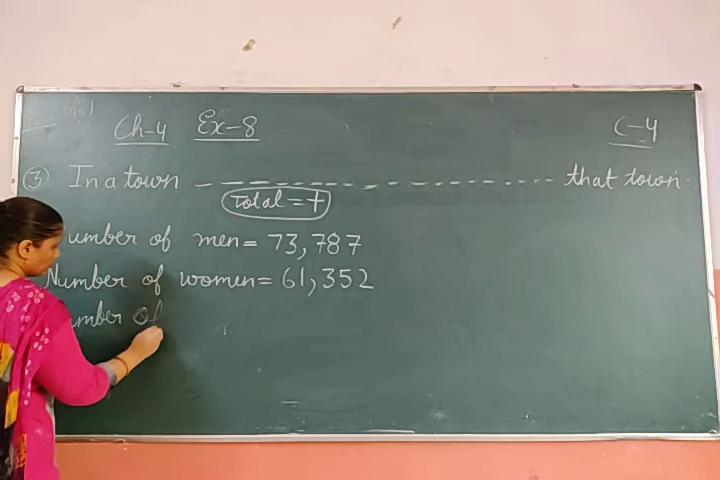 Ch-4 Ex-8 C-4
③ In a town - - - - - - - - - - - - - - - - - that town.
Total = +
umber of men = 73,787
Number of women = 61,352
umber of